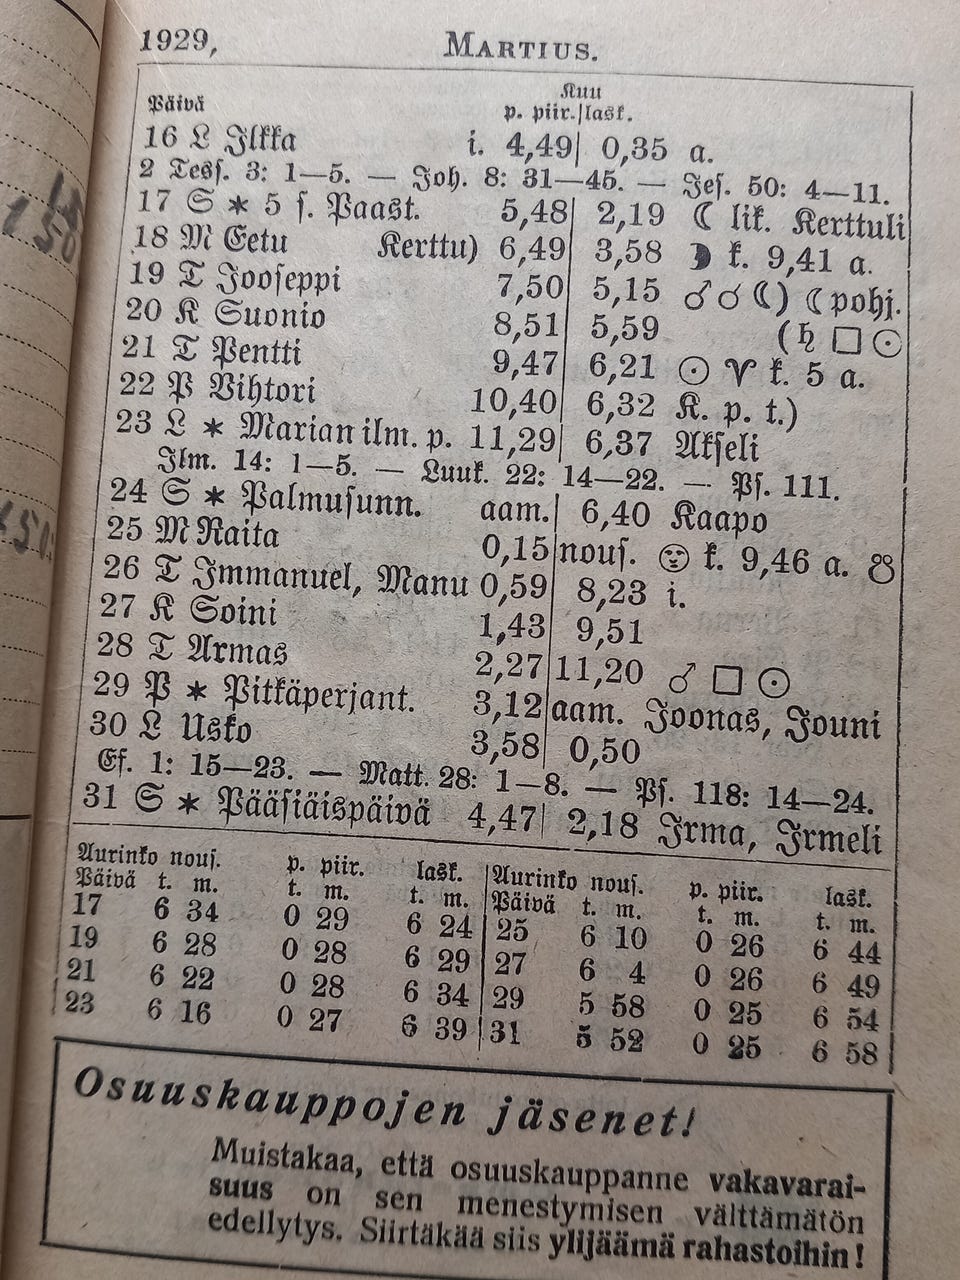 1929, MARTIUS.
Kuu
Päivä p. piir.|lask.
16 L Ilkka i. 4,49| 0,35 a.
2 Tess. 3: 1—5. — Joh. 8: 31—45. — Jes. 50: 4—11.
17 S * 5 s. Paast. 5,48| 2,19 ☾ lik. Kerttuli
18 M Eetu Kerttu) 6,49| 3,58 ☽ k. 9,41 a.
19 T Jooseppi 7,50| 5,15 ♂ ☌ ☾) ☾ pohj.
20 K Suonio 8,51| 5,59 (♄ □ ☉
21 T Pentti 9,47| 6,21 ☉ ♈ k. 5 a.
22 P Vihtori 10,40| 6,32 K. p. t.)
23 L * Marian ilm. p. 11,29| 6,37 Akseli
Ilm. 14: 1—5. — Luuk. 22: 14—22. — Ps. 111.
24 S * Palmusunn. aam.| 6,40 Kaapo
25 M Raita 0,15|nous. 🌝 k. 9,46 a. ☋
26 T Immanuel, Manu 0,59| 8,23 i.
27 K Soini 1,43| 9,51
28 T Armas 2,27|11,20 ♂ □ ☉
29 P * Pitkäperjant. 3,12|aam. Joonas, Jouni
30 L Usko 3,58| 0,50
Ef. 1: 15—23. — Matt. 28: 1—8. — Ps. 118: 14—24.
31 S * Pääsiäispäivä 4,47| 2,18 Irma, Irmeli
Aurinko nous. p. piir. lask. | Aurinko nous. p. piir. lask.
Päivä t. m. t. m. t. m. | Päivä t. m. t. m. t. m.
17 6 34 0 29 6 24 | 25 6 10 0 26 6 44
19 6 28 0 28 6 29 | 27 6 4 0 26 6 49
21 6 22 0 28 6 34 | 29 5 58 0 25 6 54
23 6 16 0 27 6 39 | 31 5 52 0 25 6 58
Osuuskauppojen jäsenet!
Muistakaa, että osuuskauppanne vakavarai-
suus on sen menestymisen välttämätön
edellytys. Siirtäkää siis ylijäämä rahastoihin!